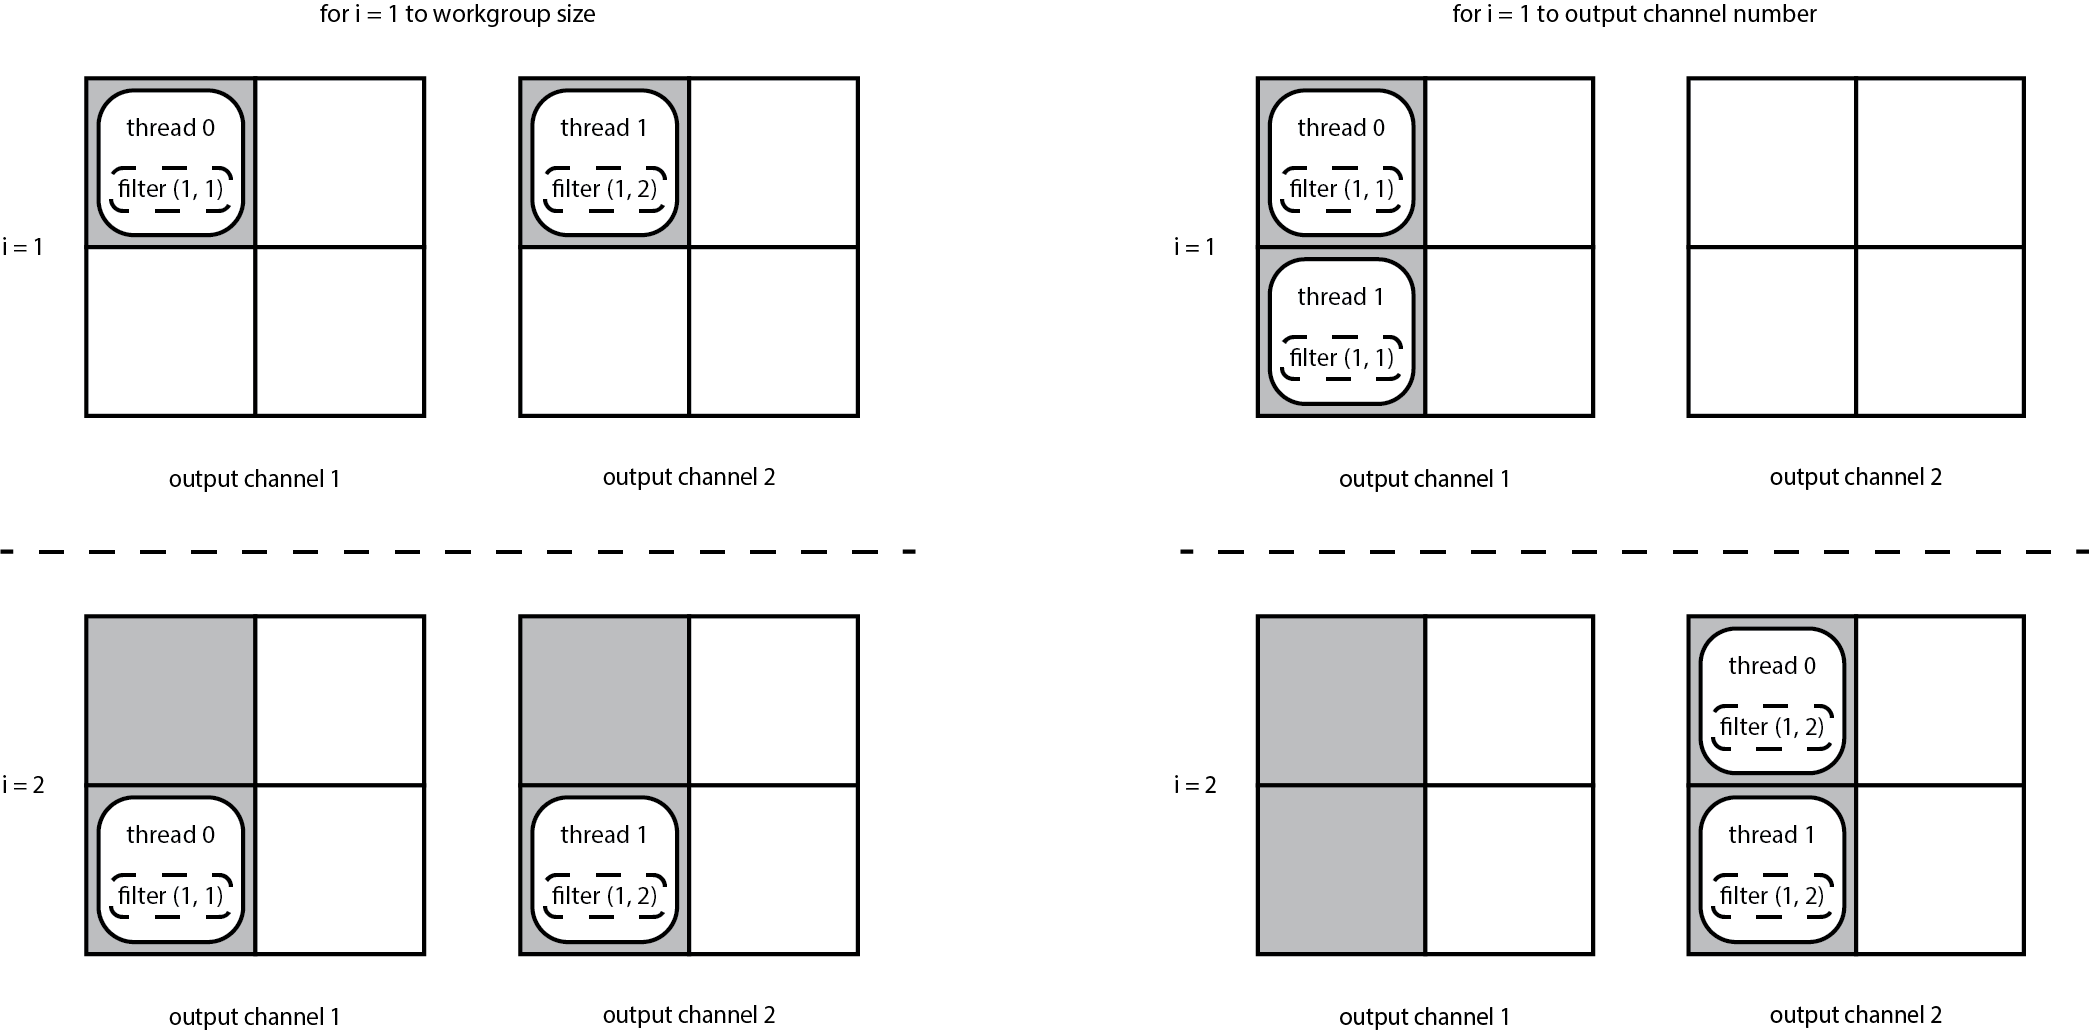 for i = 1 to workgroup size
thread 0
filter (1, 1)
thread 1
filter (1, 2)
i = 1
output channel 1
output channel 2
i = 2
thread 0
filter (1, 1)
thread 1
filter (1, 2)
output channel 1
output channel 2
for i = 1 to output channel number
thread 0
filter (1, 1)
i = 1
thread 1
filter (1, 1)
output channel 1
output channel 2
thread 0
filter (1, 2)
i = 2
thread 1
filter (1, 2)
output channel 1
output channel 2